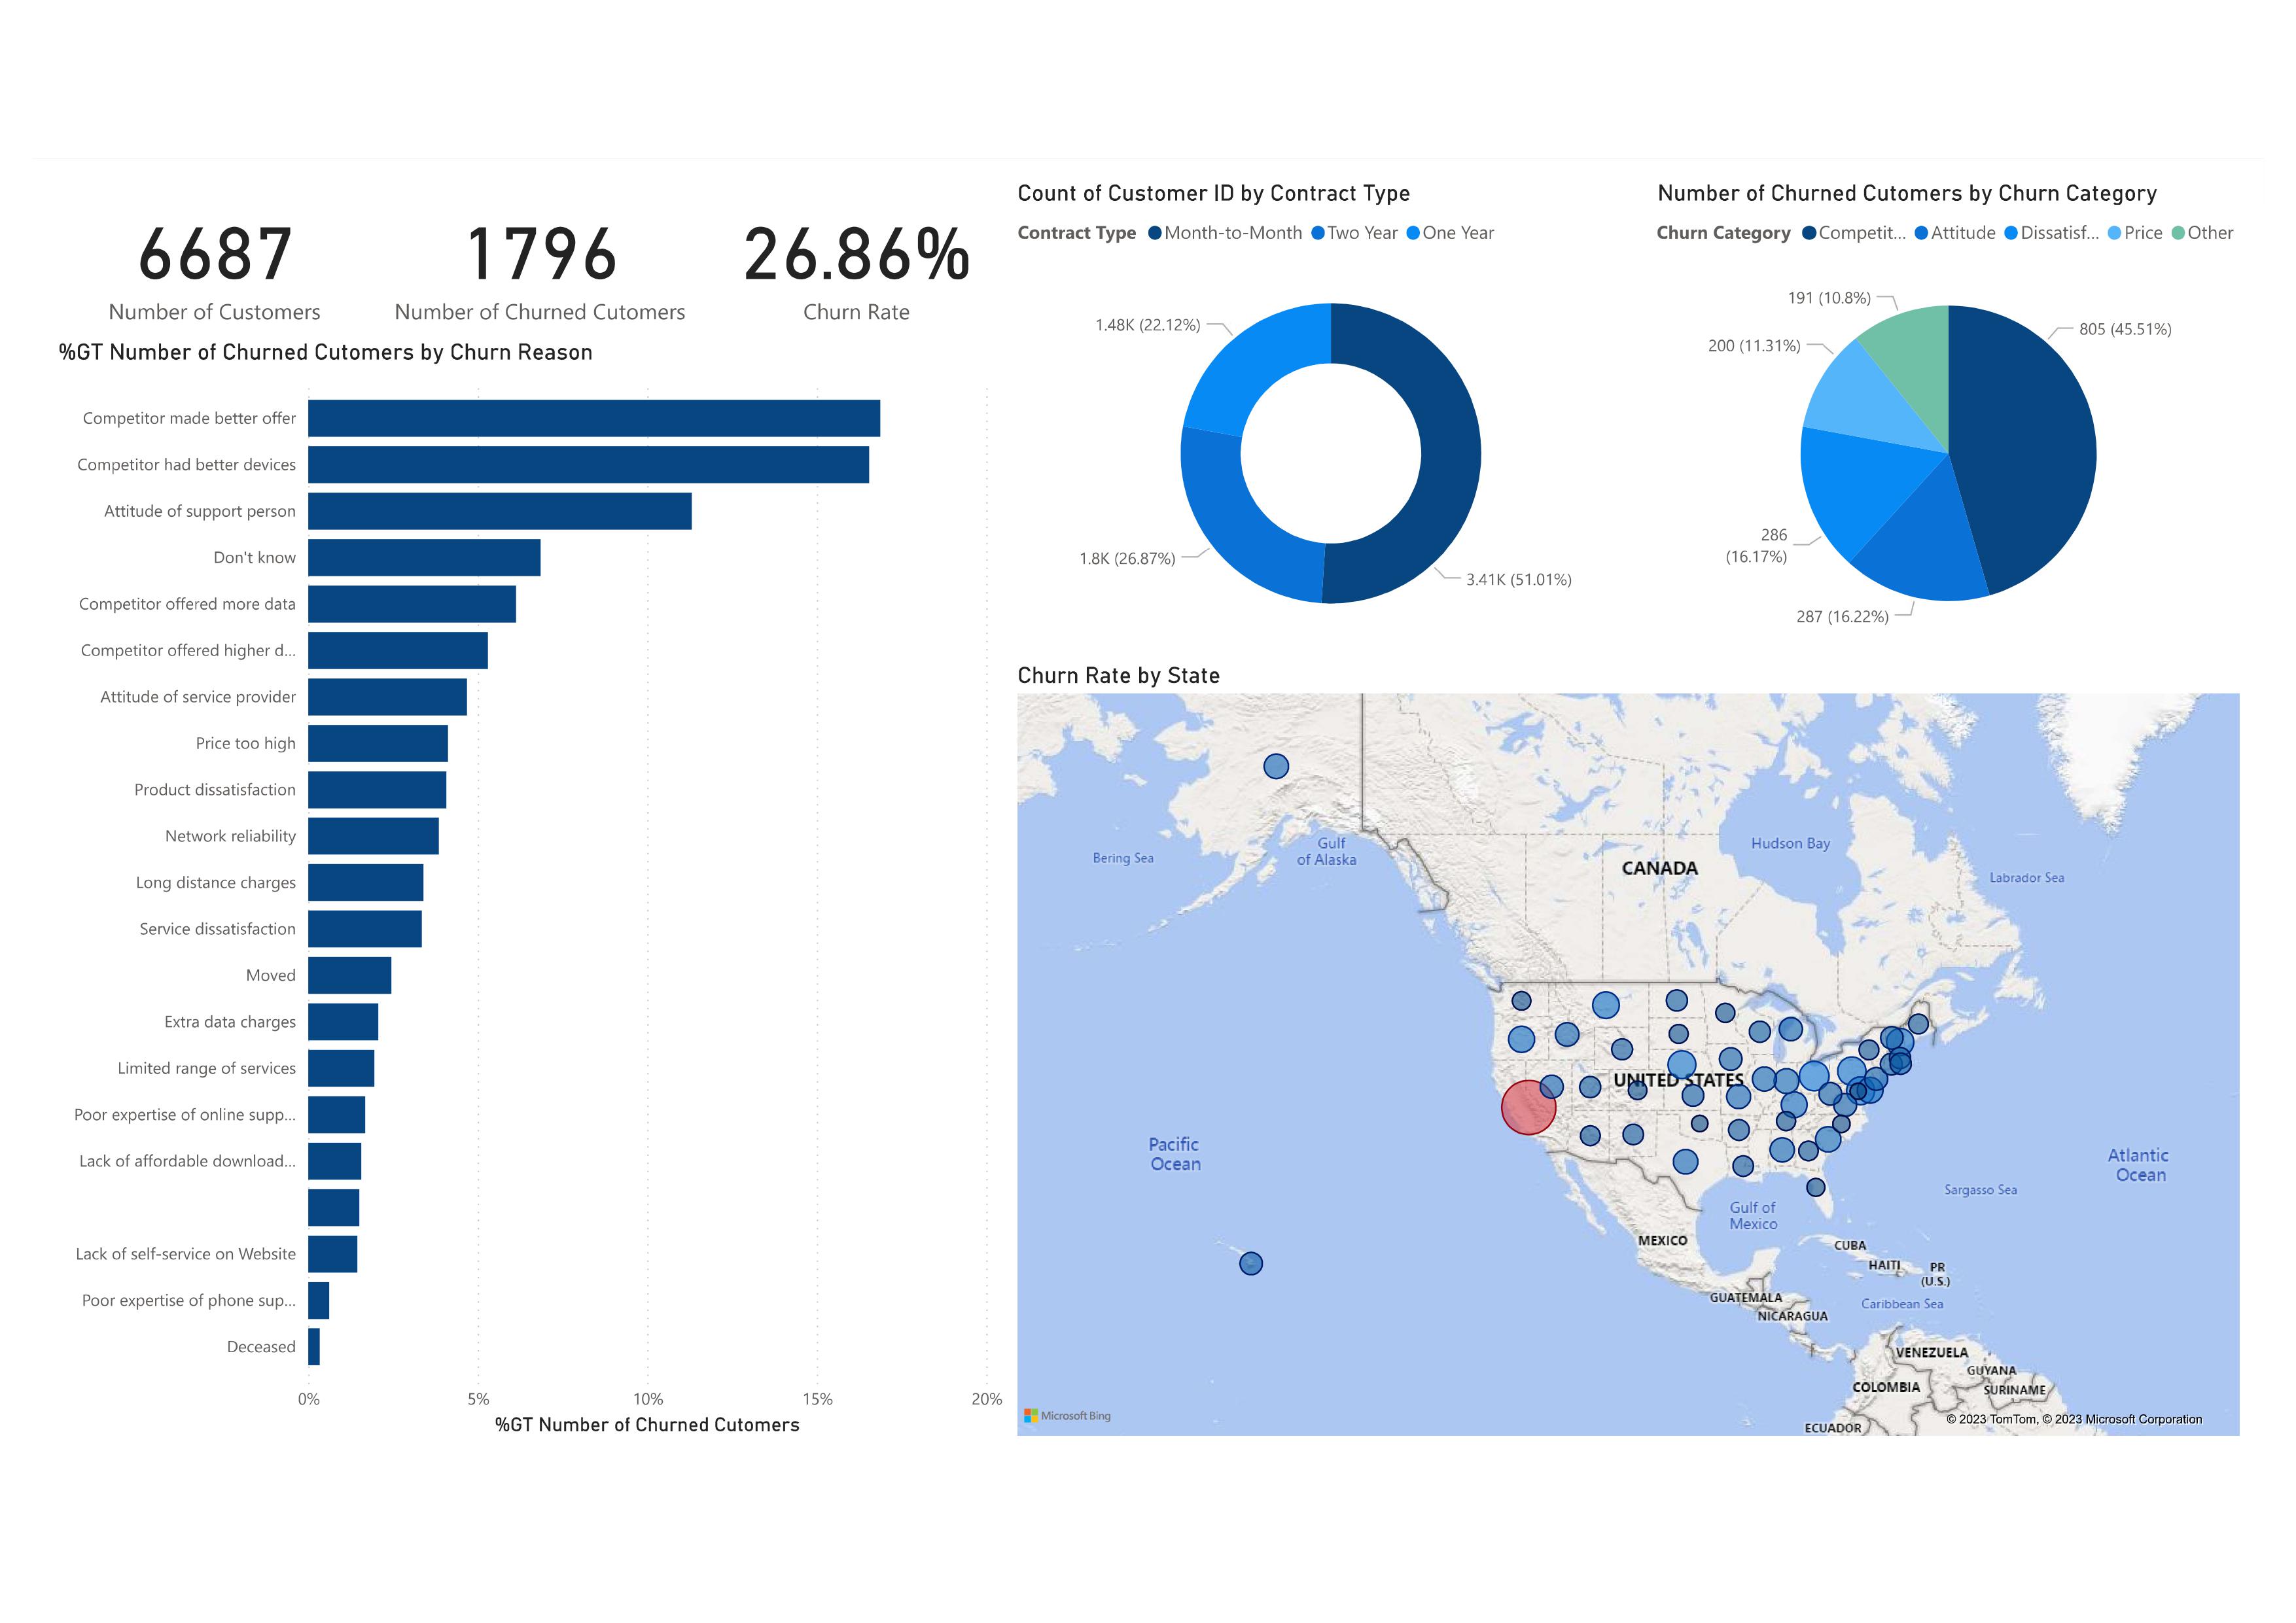 6687
Number of Customers
1796
Number of Churned Cutomers
26.86%
Churn Rate
%GT Number of Churned Cutomers by Churn Reason
Competitor made better offer
Competitor had better devices
Attitude of support person
Don't know
Competitor offered more data
Competitor offered higher d...
Attitude of service provider
Price too high
Product dissatisfaction
Network reliability
Long distance charges
Service dissatisfaction
Moved
Extra data charges
Limited range of services
Poor expertise of online supp...
Lack of affordable download...
Lack of self-service on Website
Poor expertise of phone sup...
Deceased
0%
5%
10%
15%
20%
%GT Number of Churned Cutomers
Count of Customer ID by Contract Type
Contract Type Month-to-Month Two Year One Year
1.48K (22.12%)
1.8K (26.87%)
3.41K (51.01%)
Number of Churned Cutomers by Churn Category
Churn Category Competit... Attitude Dissatisf... Price Other
191 (10.8%)
805 (45.51%)
200 (11.31%)
286
(16.17%)
287 (16.22%)
Churn Rate by State
Bering Sea
Gulf
of Alaska
CANADA
Hudson Bay
Labrador Sea
UNITED STATES
Pacific
Ocean
Atlantic
Ocean
Sargasso Sea
Gulf of
Mexico
MEXICO
CUBA
HAITI
PR
(U.S.)
GUATEMALA
Caribbean Sea
NICARAGUA
VENEZUELA
GUYANA
COLOMBIA
SURINAME
ECUADOR
Microsoft Bing
© 2023 TomTom, © 2023 Microsoft Corporation